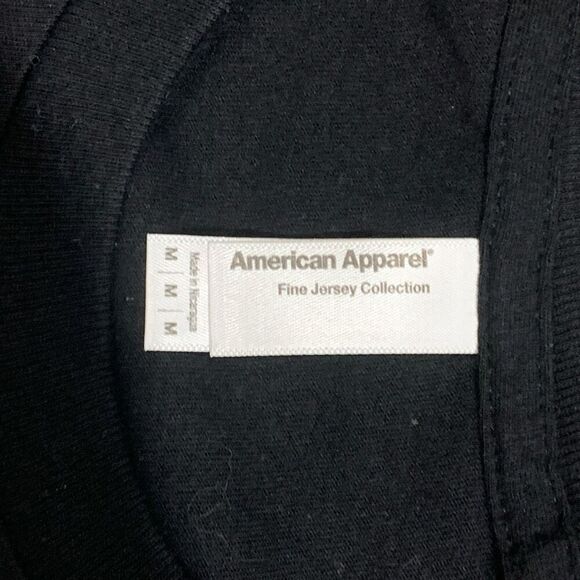 American Apparel®
Fine Jersey Collection
Made in Nicaragua
M | M | M